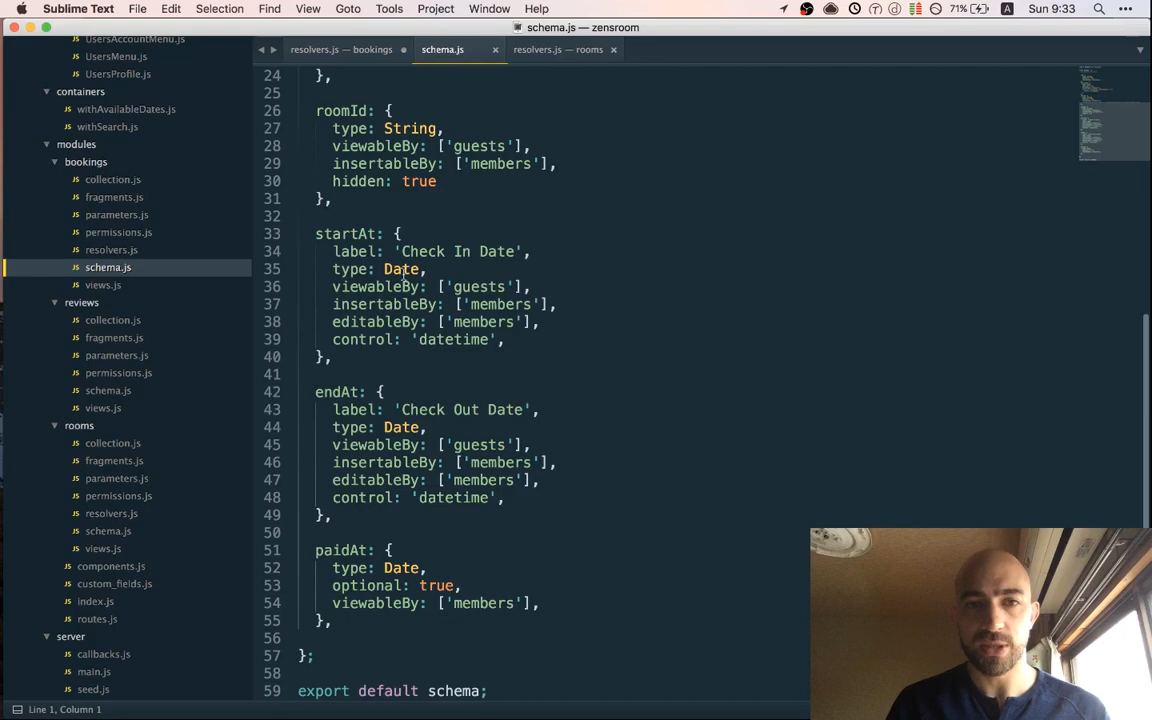 Sublime Text File Edit Selection Find View Goto Tools Project Window Help 71% A Sun 9:33
schema.js — zensroom
UsersAccountMenu.js
UsersMenu.js
UsersProfile.js
containers
withAvailableDates.js
withSearch.js
modules
bookings
collection.js
fragments.js
parameters.js
permissions.js
resolvers.js
schema.js
views.js
reviews
collection.js
fragments.js
parameters.js
permissions.js
schema.js
views.js
rooms
collection.js
fragments.js
parameters.js
permissions.js
resolvers.js
schema.js
views.js
components.js
custom_fields.js
index.js
routes.js
server
callbacks.js
main.js
seed.js
resolvers.js — bookings schema.js resolvers.js — rooms
24 },
25
26 roomId: {
27 type: String,
28 viewableBy: ['guests'],
29 insertableBy: ['members'],
30 hidden: true
31 },
32
33 startAt: {
34 label: 'Check In Date',
35 type: Date,
36 viewableBy: ['guests'],
37 insertableBy: ['members'],
38 editableBy: ['members'],
39 control: 'datetime',
40 },
41
42 endAt: {
43 label: 'Check Out Date',
44 type: Date,
45 viewableBy: ['guests'],
46 insertableBy: ['members'],
47 editableBy: ['members'],
48 control: 'datetime',
49 },
50
51 paidAt: {
52 type: Date,
53 optional: true,
54 viewableBy: ['members'],
55 },
56
57 };
58
59 export default schema;
Line 1, Column 1